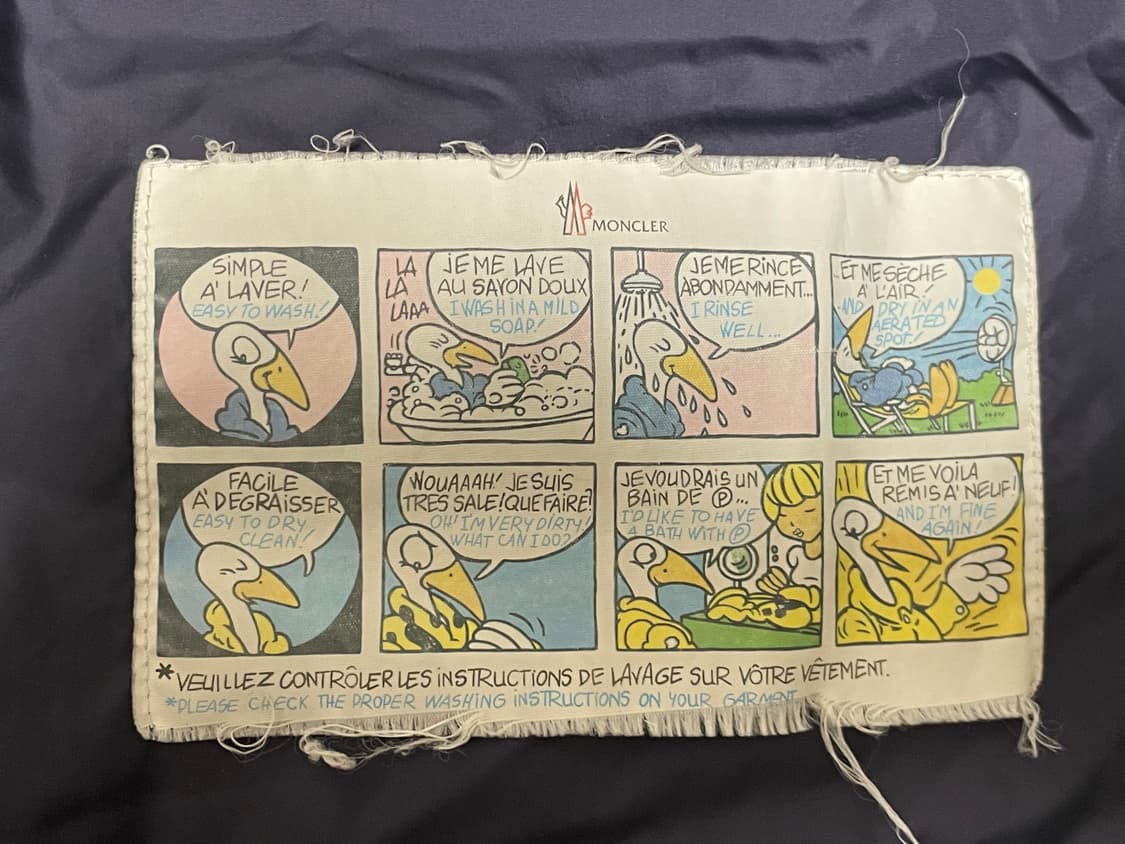 MONCLER
SIMPLE
A' LAVER!
EASY TO WASH!
LA
LA
LAAA
JE ME LAVE
AU SAVON DOUX
I WASH IN A MILD
SOAP!
JE ME RINCE
ABONDAMMENT...
I RINSE
WELL...
...ET ME SÈCHE
A' L'AIR!
AND I DRY IN AN
AERATED
SPOT!
FACILE
A' DEGRAISSER
EASY TO DRY
CLEAN!
WOUAAAH! JE SUIS
TRES SALE! QUE FAIRE?
OH! I'M VERY DIRTY!
WHAT CAN I DO?
JE VOUDRAIS UN
BAIN DE Ⓟ...
I'D LIKE TO HAVE
A BATH WITH Ⓟ
ET ME VOILA
REMIS A' NEUF!
AND I'M FINE
AGAIN!
*VEUILLEZ CONTRÔLER LES INSTRUCTIONS DE LAVAGE SUR VÔTRE VÊTEMENT.
*PLEASE CHECK THE PROPER WASHING INSTRUCTIONS ON YOUR GARMENT